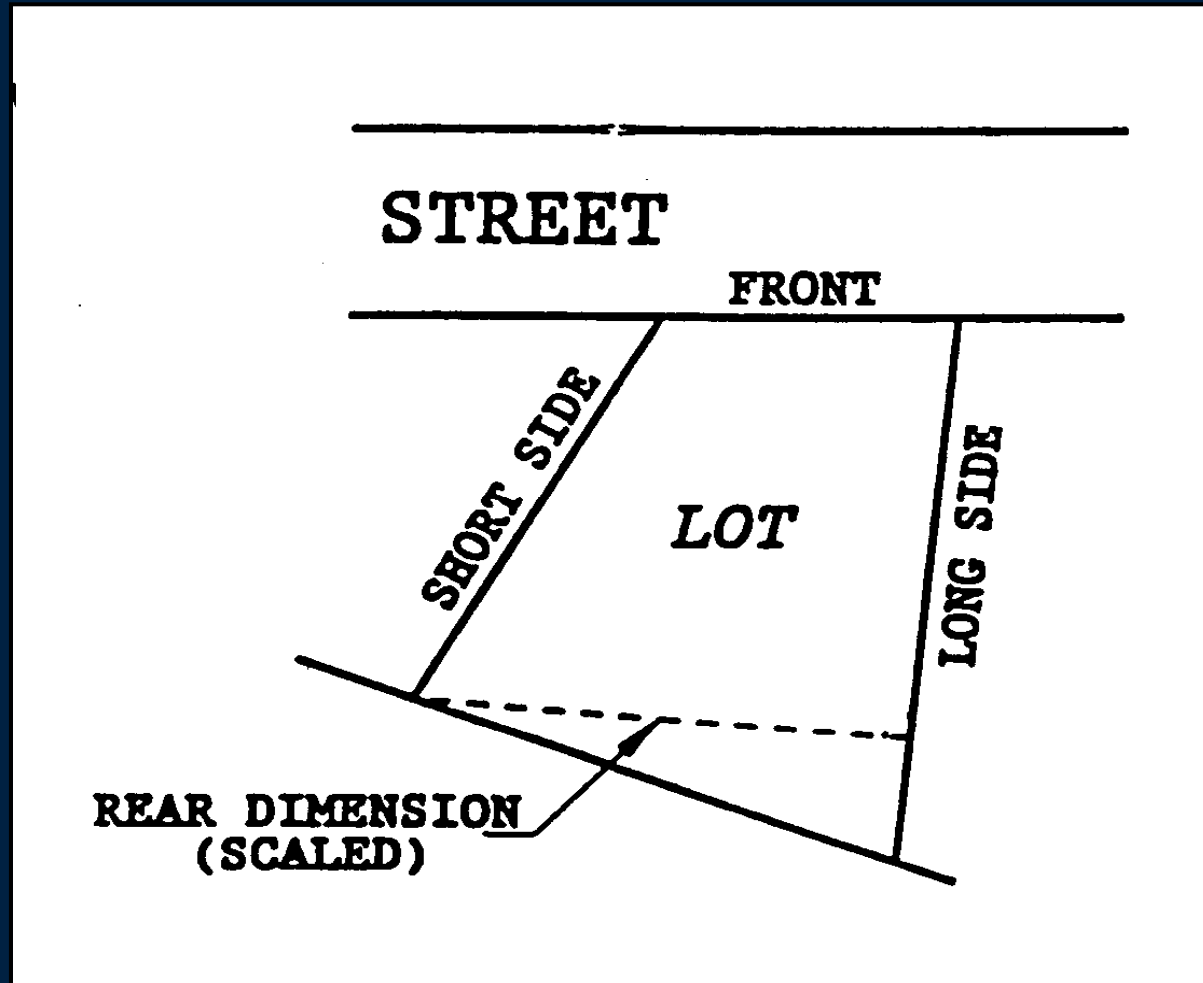 STREET
FRONT
SHORT SIDE
LOT
LONG SIDE
REAR DIMENSION
(SCALED)